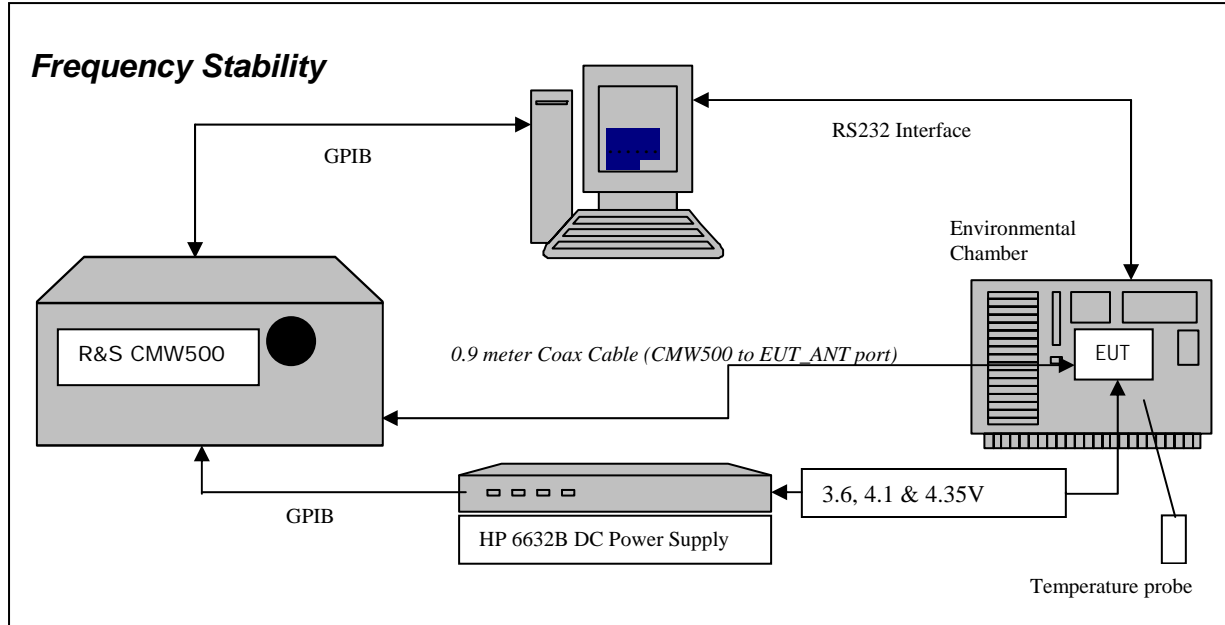 Frequency Stability
GPIB
RS232 Interface
Environmental
Chamber
R&S CMW500
0.9 meter Coax Cable (CMW500 to EUT_ANT port)
EUT
3.6, 4.1 & 4.35V
GPIB
HP 6632B DC Power Supply
Temperature probe